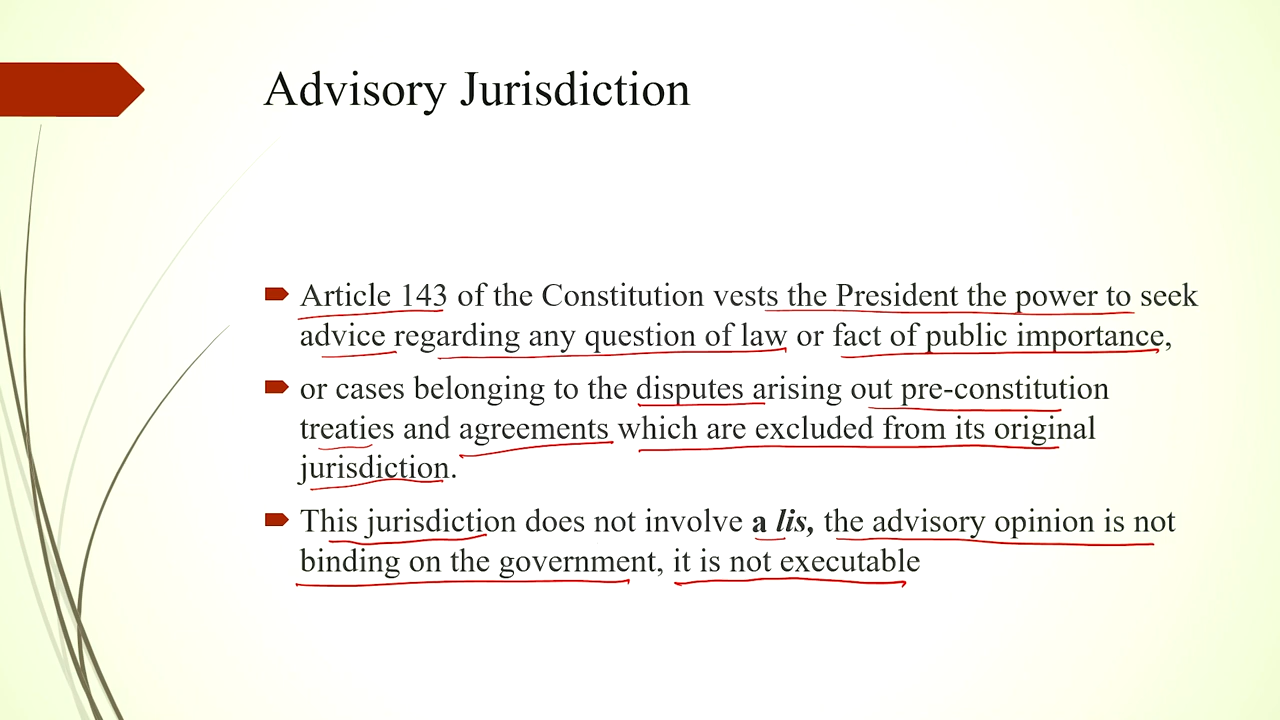 Advisory Jurisdiction
Article 143 of the Constitution vests the President the power to seek
advice regarding any question of law or fact of public importance,
or cases belonging to the disputes arising out pre-constitution
treaties and agreements which are excluded from its original
jurisdiction.
This jurisdiction does not involve a lis, the advisory opinion is not
binding on the government, it is not executable